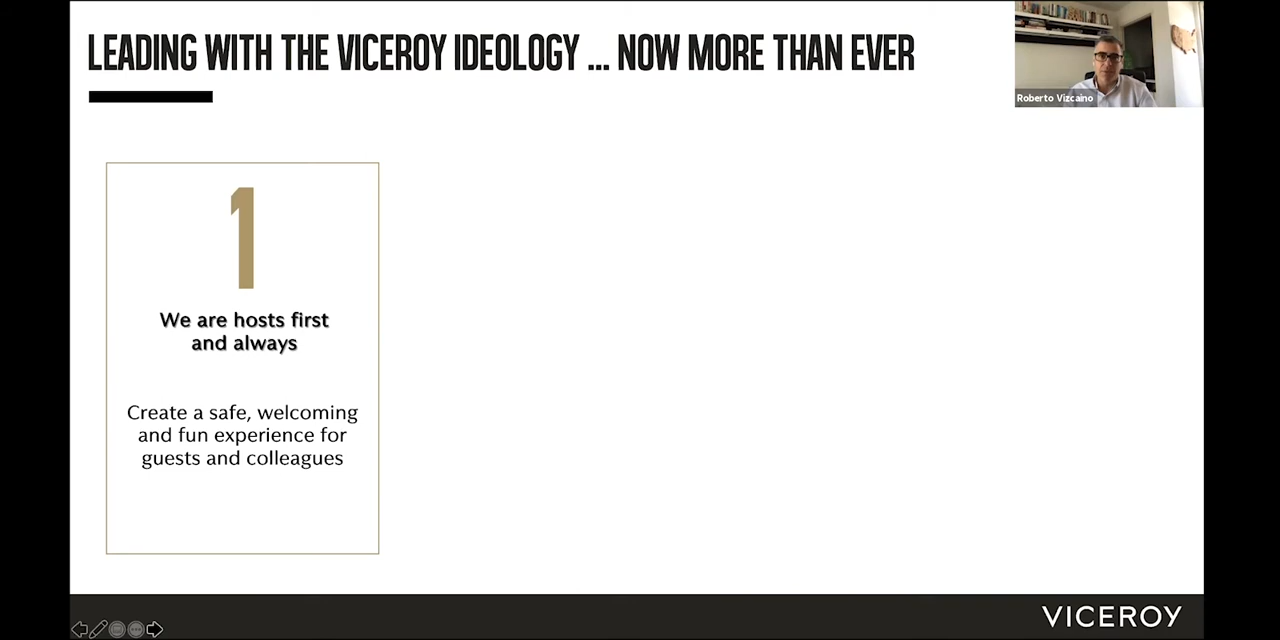 LEADING WITH THE VICEROY IDEOLOGY ... NOW MORE THAN EVER
Roberto Vizcaino
1
We are hosts first
and always
Create a safe, welcoming
and fun experience for
guests and colleagues
VICEROY